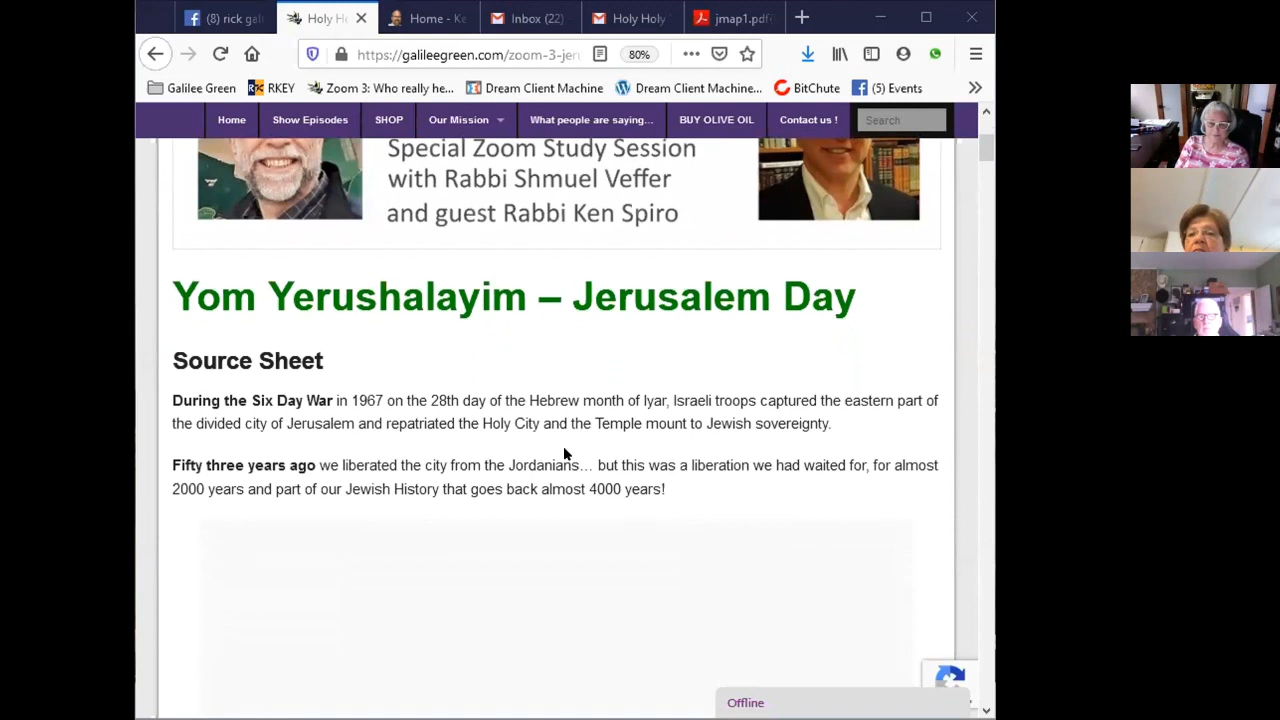 (8) rick gal
Holy He
Home - Ke
Inbox (22)
Holy Holy
jmap1.pdf
https://galileegreen.com/zoom-3-jer
80%
Galilee Green
RKEY
Zoom 3: Who really he...
Dream Client Machine
Dream Client Machine...
BitChute
(5) Events
Home
Show Episodes
SHOP
Our Mission
What people are saying...
BUY OLIVE OIL
Contact us !
Search
Special Zoom Study Session
with Rabbi Shmuel Veffer
and guest Rabbi Ken Spiro
Yom Yerushalayim – Jerusalem Day
Source Sheet
During the Six Day War in 1967 on the 28th day of the Hebrew month of Iyar, Israeli troops captured the eastern part of
the divided city of Jerusalem and repatriated the Holy City and the Temple mount to Jewish sovereignty.
Fifty three years ago we liberated the city from the Jordanians... but this was a liberation we had waited for, for almost
2000 years and part of our Jewish History that goes back almost 4000 years!
Offline